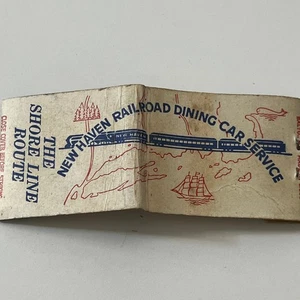 NEW HAVEN RAILROAD DINING CAR SERVICE
THE
SHORE LINE
ROUTE
CLOSE COVER BEFORE STRIKING